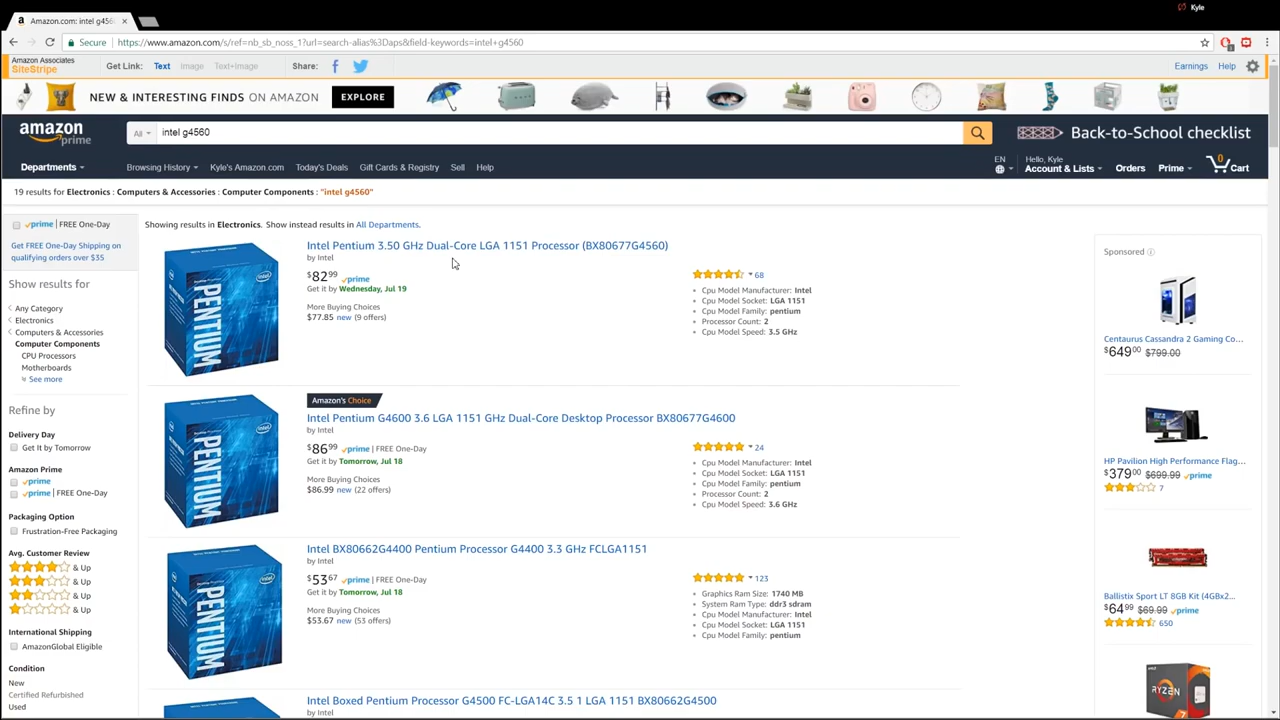 Kyle
Amazon.com: intel g456
Secure https://www.amazon.com/s/ref=nb_sb_noss_1?url=search-alias%3Daps&field-keywords=intel+g4560
Amazon Associates
SiteStripe
Get Link: Text Image Text+Image Share: Earnings Help
NEW & INTERESTING FINDS ON AMAZON EXPLORE
amazon prime
All intel g4560
Back-to-School checklist
Departments Browsing History Kyle's Amazon.com Today's Deals Gift Cards & Registry Sell Help
EN
Hello, Kyle
Account & Lists Orders Prime 0 Cart
19 results for Electronics : Computers & Accessories : Computer Components : "intel g4560"
prime | FREE One-Day
Get FREE One-Day Shipping on
qualifying orders over $35
Show results for
Any Category
Electronics
Computers & Accessories
Computer Components
CPU Processors
Motherboards
See more
Refine by
Delivery Day
Get It by Tomorrow
Amazon Prime
prime
prime | FREE One-Day
Packaging Option
Frustration-Free Packaging
Avg. Customer Review
& Up
& Up
& Up
& Up
International Shipping
AmazonGlobal Eligible
Condition
New
Certified Refurbished
Used
Showing results in Electronics. Show instead results in All Departments.
PENTIUM
intel
Intel Pentium 3.50 GHz Dual-Core LGA 1151 Processor (BX80677G4560)
by Intel
$82.99 prime
Get it by Wednesday, Jul 19
More Buying Choices
$77.85 new (9 offers)
68
Cpu Model Manufacturer: Intel
Cpu Model Socket: LGA 1151
Cpu Model Family: pentium
Processor Count: 2
Cpu Model Speed: 3.5 GHz
PENTIUM
intel
Amazon's Choice
Intel Pentium G4600 3.6 LGA 1151 GHz Dual-Core Desktop Processor BX80677G4600
by Intel
$86.99 prime | FREE One-Day
Get it by Tomorrow, Jul 18
More Buying Choices
$86.99 new (22 offers)
24
Cpu Model Manufacturer: Intel
Cpu Model Socket: LGA 1151
Cpu Model Family: pentium
Processor Count: 2
Cpu Model Speed: 3.6 GHz
PENTIUM
intel
Intel BX80662G4400 Pentium Processor G4400 3.3 GHz FCLGA1151
by Intel
$53.67 prime | FREE One-Day
Get it by Tomorrow, Jul 18
More Buying Choices
$53.67 new (53 offers)
123
Graphics Ram Size: 1740 MB
System Ram Type: ddr3 sdram
Cpu Model Manufacturer: Intel
Cpu Model Socket: LGA 1151
Cpu Model Family: pentium
Intel Boxed Pentium Processor G4500 FC-LGA14C 3.5 1 LGA 1151 BX80662G4500
by Intel
Sponsored
Centaurus Cassandra 2 Gaming Co...
$649.00 $799.00
HP Pavilion High Performance Flag...
$379.00 $699.99 prime
7
Ballistix Sport LT 8GB Kit (4GBx2...
$64.99 $69.99 prime
650
RYZEN